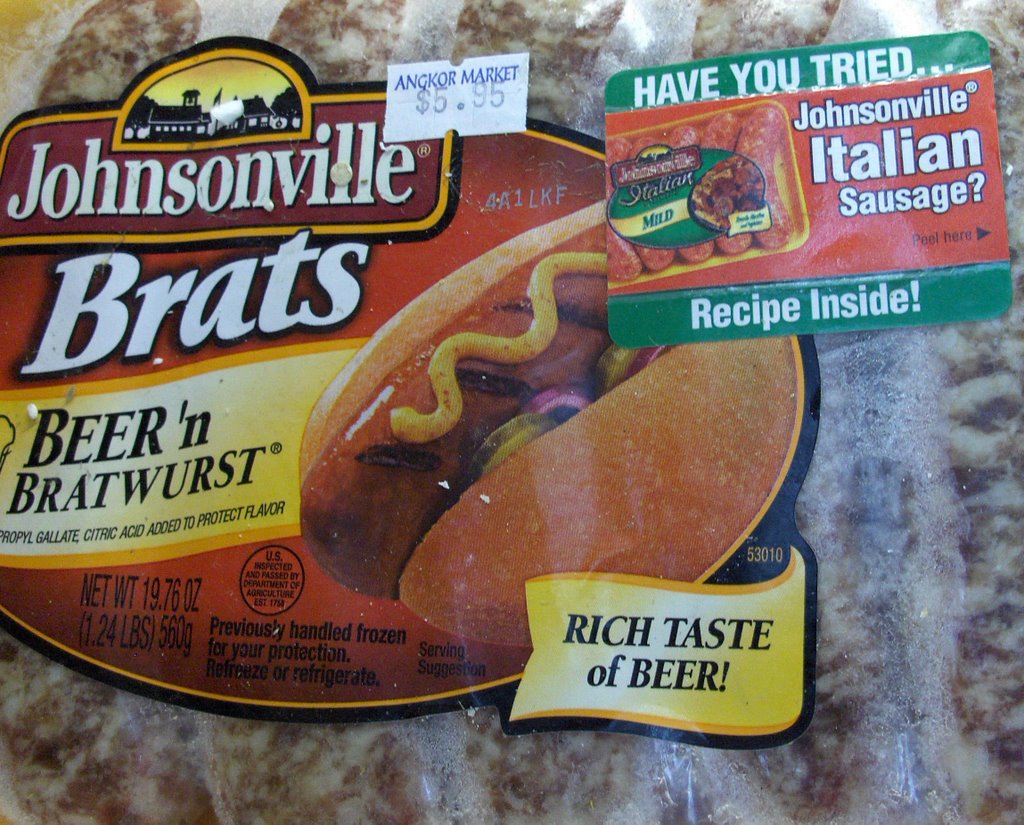 ANGKOR MARKET
$5.95
Johnsonville®
Brats
BEER 'n
BRATWURST®
PROPYL GALLATE, CITRIC ACID ADDED TO PROTECT FLAVOR
NET WT 19.76 OZ
(1.24 LBS) 560g
U.S.
INSPECTED
AND PASSED BY
DEPARTMENT OF
AGRICULTURE
EST. 1756
Previously handled frozen
for your protection.
Refreeze or refrigerate.
Serving
Suggestion
4A1LKF
53010
RICH TASTE
of BEER!
HAVE YOU TRIED...
Johnsonville®
Italian
Sausage?
Peel here
Johnsonville
Italian
MILD
Recipe Inside!